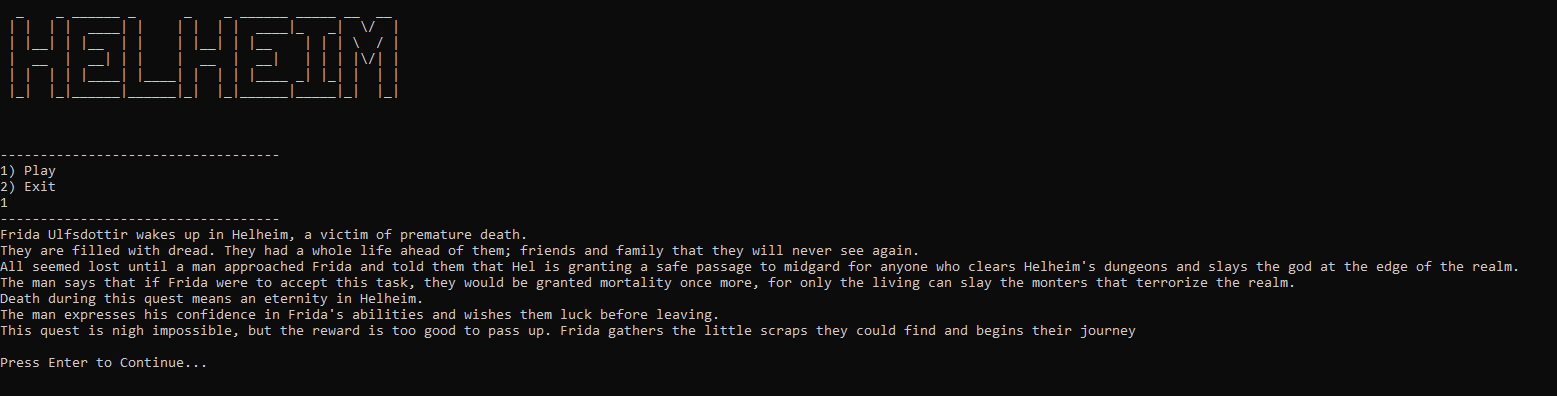 HELHEIM
-----------------------------------
1) Play
2) Exit
1
-----------------------------------
Frida Ulfsdottir wakes up in Helheim, a victim of premature death.
They are filled with dread. They had a whole life ahead of them; friends and family that they will never see again.
All seemed lost until a man approached Frida and told them that Hel is granting a safe passage to midgard for anyone who clears Helheim's dungeons and slays the god at the edge of the realm.
The man says that if Frida were to accept this task, they would be granted mortality once more, for only the living can slay the monters that terrorize the realm.
Death during this quest means an eternity in Helheim.
The man expresses his confidence in Frida's abilities and wishes them luck before leaving.
This quest is nigh impossible, but the reward is too good to pass up. Frida gathers the little scraps they could find and begins their journey
Press Enter to Continue...